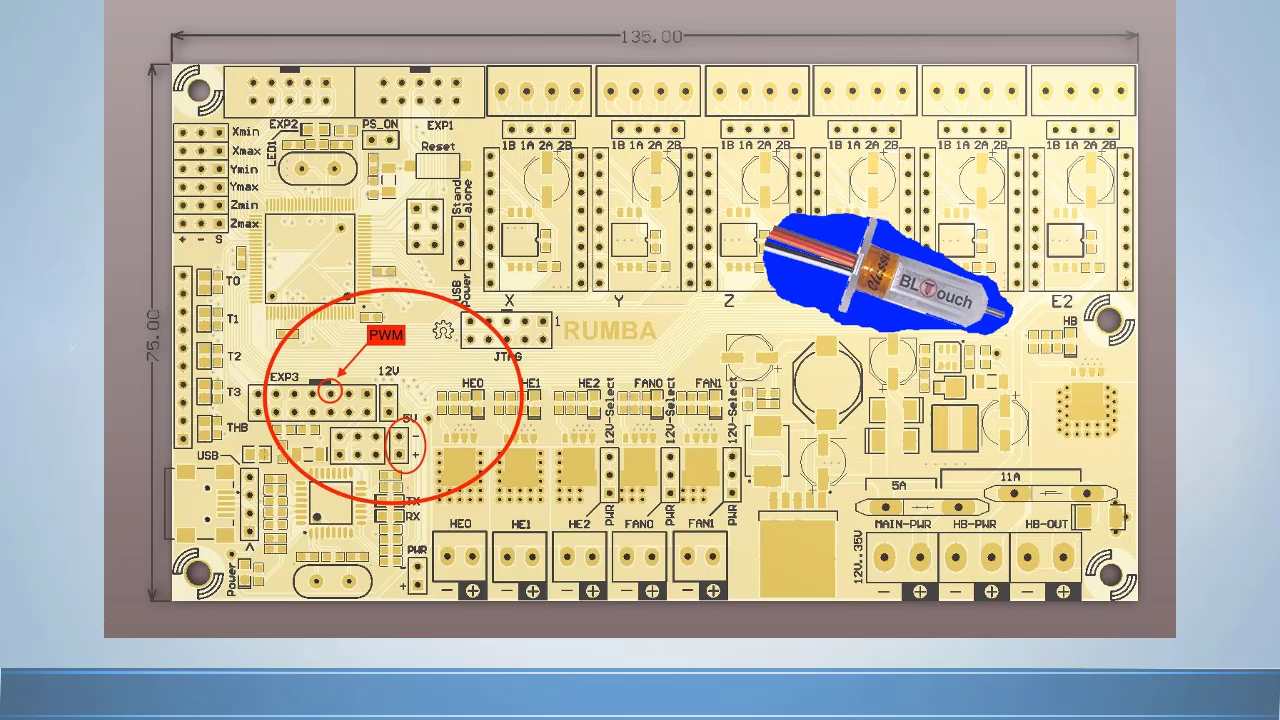 135.00
75.00
EXP2
PS_ON
EXP1
LED1
Reset
Stand
alone
USB
Power
Xmin
Xmax
Ymin
Ymax
Zmin
Zmax
+ - S
1B 1A 2A 2B
1B 1A 2A 2B
1B 1A 2A 2B
1B 1A 2A 2B
1B 1A 2A 2B
1B 1A 2A 2B
X
Y
Z
E2
Classic
BLTouch
T0
T1
T2
T3
THB
PWM
1
RUMBA
JTAG
HB
EXP3
12V
5V
-
+
HE0
HE1
HE2
12V-Select
FAN0
12V-Select
FAN1
12V-Select
PWR
PWR
PWR
USB
TX
RX
HE0
HE1
HE2
FAN0
FAN1
5A
11A
MAIN-PWR
HB-PWR
HB-OUT
12V..35V
A
Power
PWR
- +
- +
- +
- +
- +
- +
- +
- +
- +